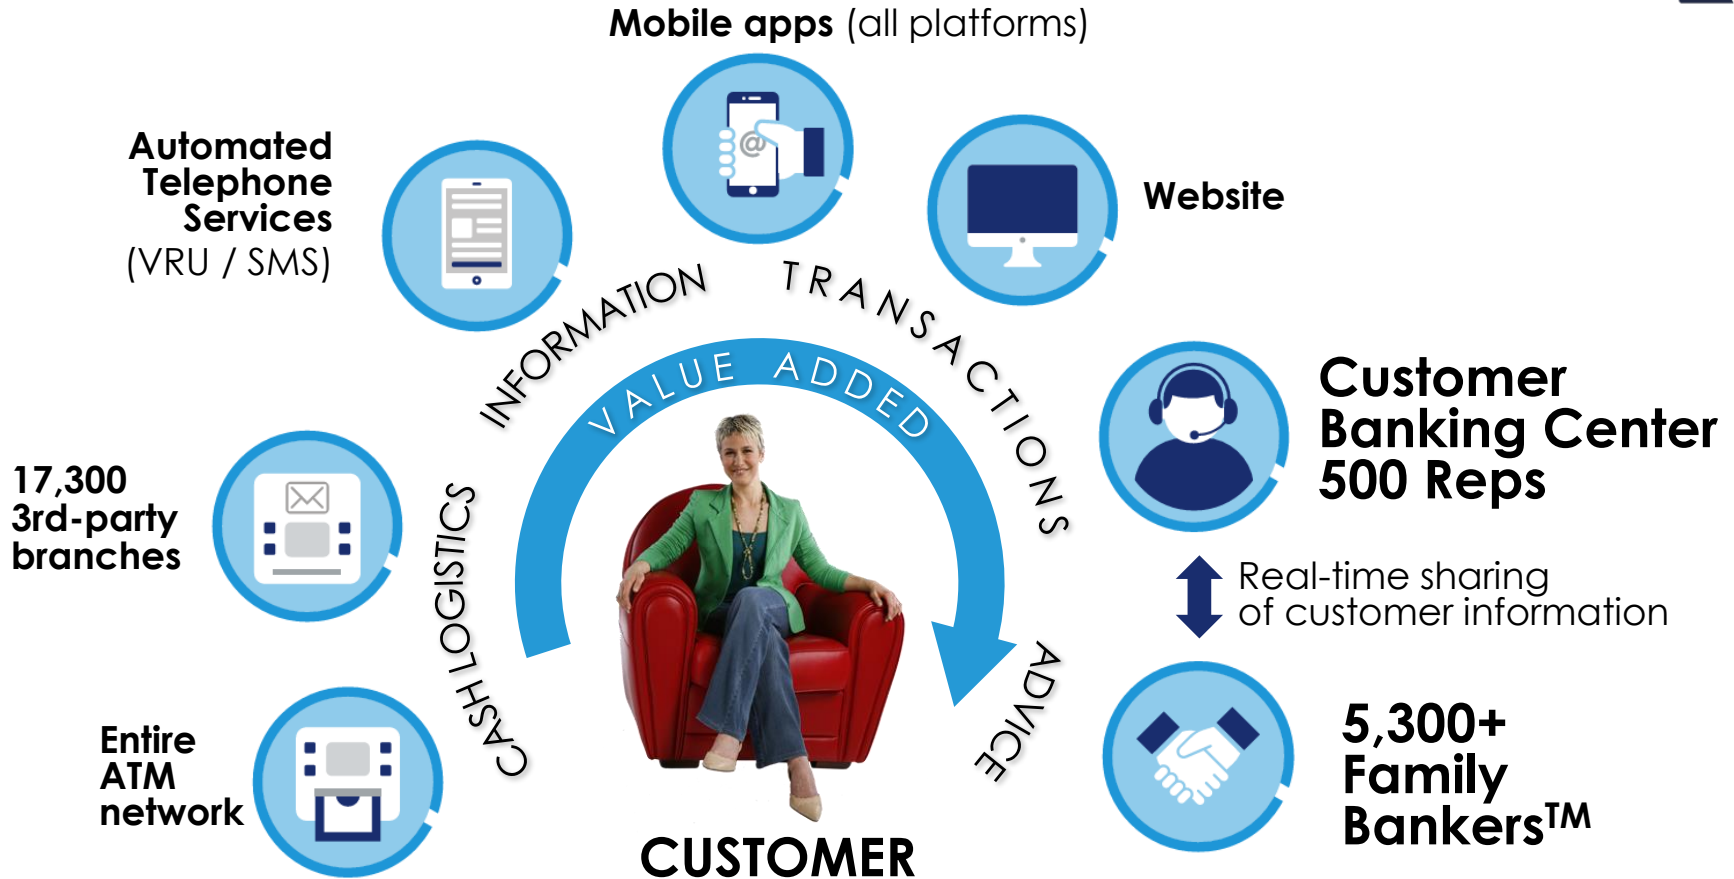 Mobile apps (all platforms)
Automated
Telephone
Services
(VRU / SMS)
@
Website
INFORMATION
TRANSACTIONS
VALUE ADDED
Customer
Banking Center
500 Reps
17,300
3rd-party
branches
CASH LOGISTICS
Real-time sharing
of customer information
ADVICE
Entire
ATM
network
5,300+
Family
Bankers™
CUSTOMER